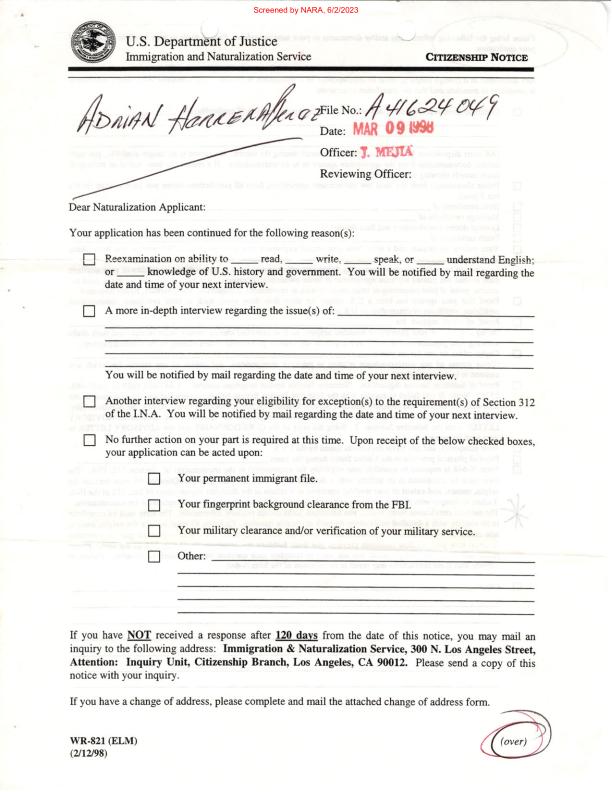 Screened by NARA, 6/2/2023
U.S. Department of Justice
Immigration and Naturalization Service
CITIZENSHIP NOTICE
ADRIAN HERRERA Perez
File No.: A 41624 049
Date: MAR 09 1998
Officer: J. MEJIA
Reviewing Officer:
Dear Naturalization Applicant:
Your application has been continued for the following reason(s):
Reexamination on ability to _____ read, _____ write, _____ speak, or _____ understand English;
or _____ knowledge of U.S. history and government. You will be notified by mail regarding the
date and time of your next interview.
A more in-depth interview regarding the issue(s) of:
You will be notified by mail regarding the date and time of your next interview.
Another interview regarding your eligibility for exception(s) to the requirement(s) of Section 312
of the I.N.A. You will be notified by mail regarding the date and time of your next interview.
No further action on your part is required at this time. Upon receipt of the below checked boxes,
your application can be acted upon:
Your permanent immigrant file.
Your fingerprint background clearance from the FBI.
Your military clearance and/or verification of your military service.
Other:
If you have NOT received a response after 120 days from the date of this notice, you may mail an
inquiry to the following address: Immigration & Naturalization Service, 300 N. Los Angeles Street,
Attention: Inquiry Unit, Citizenship Branch, Los Angeles, CA 90012. Please send a copy of this
notice with your inquiry.
If you have a change of address, please complete and mail the attached change of address form.
WR-821 (ELM)
(2/12/98)
(over)